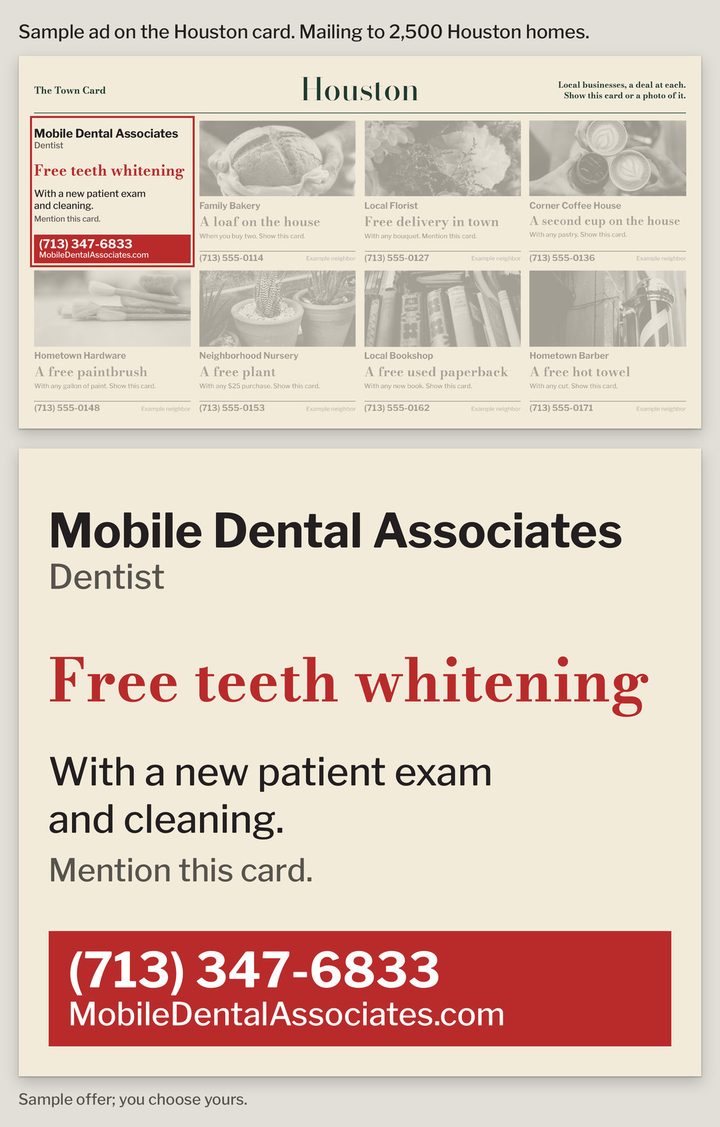 Sample ad on the Houston card. Mailing to 2,500 Houston homes.
The Town Card
Houston
Local businesses, a deal at each.
Show this card or a photo of it.
Mobile Dental Associates
Dentist
Free teeth whitening
With a new patient exam
and cleaning.
Mention this card.
(713) 347-6833
MobileDentalAssociates.com
Family Bakery
A loaf on the house
When you buy two. Show this card.
(713) 555-0114
Example neighbor
Local Florist
Free delivery in town
With any bouquet. Mention this card.
(713) 555-0127
Example neighbor
Corner Coffee House
A second cup on the house
With any pastry. Show this card.
(713) 555-0136
Example neighbor
Hometown Hardware
A free paintbrush
With any gallon of paint. Show this card.
(713) 555-0148
Example neighbor
Neighborhood Nursery
A free plant
With any $25 purchase. Show this card.
(713) 555-0153
Example neighbor
Local Bookshop
A free used paperback
With any new book. Show this card.
(713) 555-0162
Example neighbor
Hometown Barber
A free hot towel
With any cut. Show this card.
(713) 555-0171
Example neighbor
Mobile Dental Associates
Dentist
Free teeth whitening
With a new patient exam
and cleaning.
Mention this card.
(713) 347-6833
MobileDentalAssociates.com
Sample offer; you choose yours.